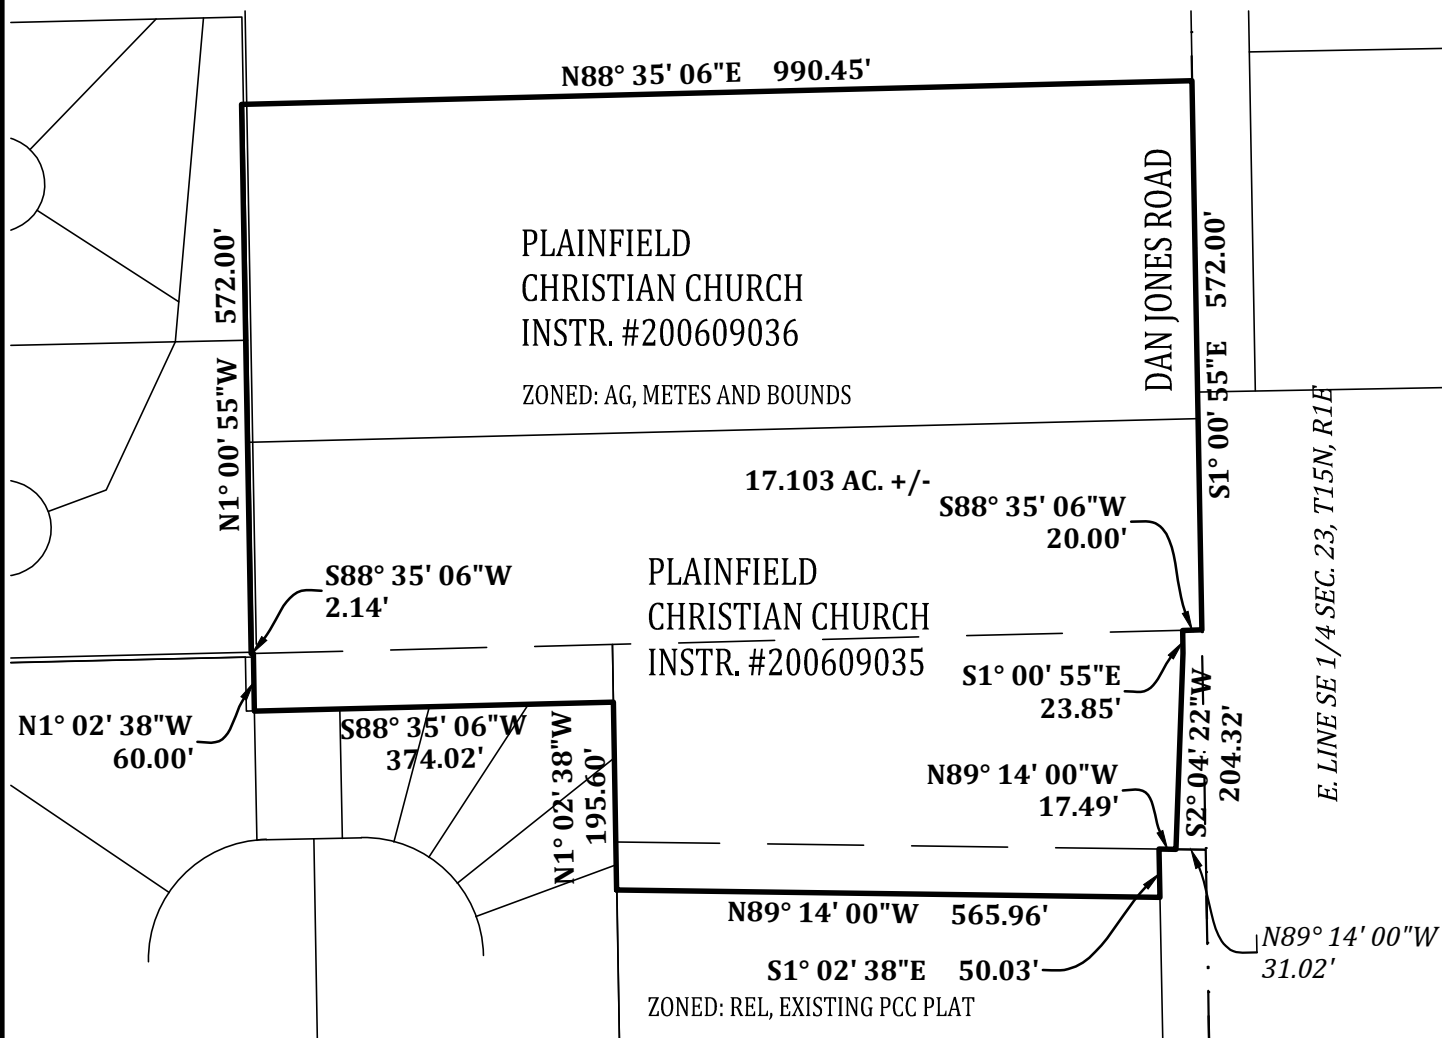 N88° 35' 06"E 990.45'
DAN JONES ROAD
PLAINFIELD
CHRISTIAN CHURCH
INSTR. #200609036
ZONED: AG, METES AND BOUNDS
N1° 00' 55"W 572.00'
S1° 00' 55"E 572.00'
E. LINE SE 1/4 SEC. 23, T15N, R1E
17.103 AC. +/-
S88° 35' 06"W
20.00'
S88° 35' 06"W
2.14'
PLAINFIELD
CHRISTIAN CHURCH
INSTR. #200609035
S1° 00' 55"E
23.85'
N1° 02' 38"W
60.00'
S88° 35' 06"W
374.02'
N1° 02' 38"W
195.60'
S2° 04' 22"W
204.32'
N89° 14' 00"W
17.49'
N89° 14' 00"W 565.96'
N89° 14' 00"W
31.02'
S1° 02' 38"E 50.03'
ZONED: REL, EXISTING PCC PLAT